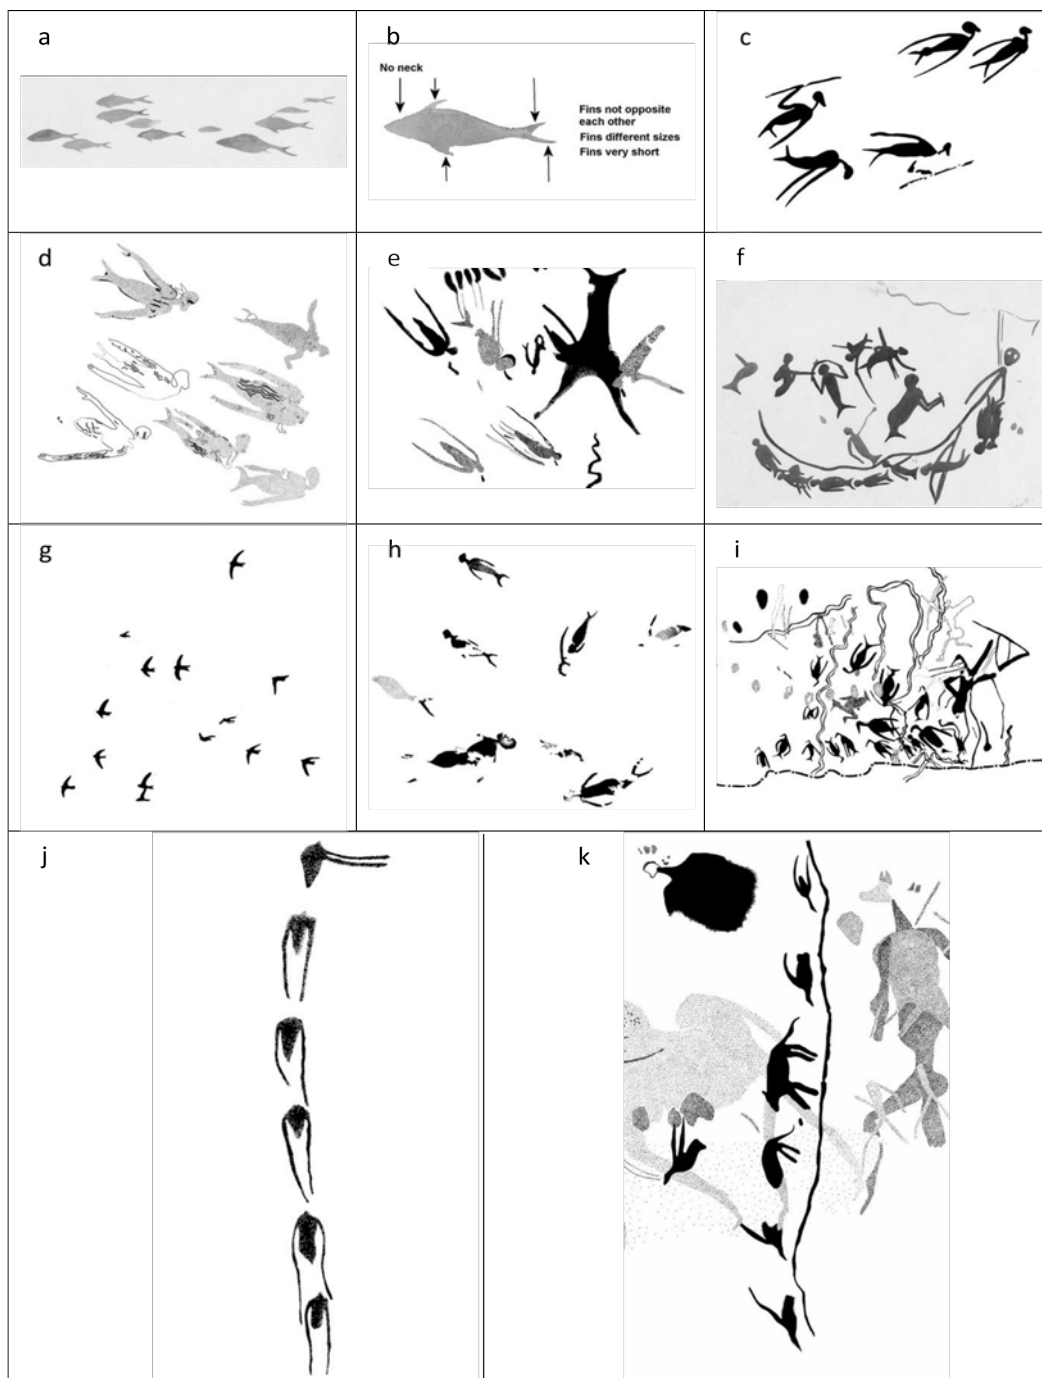 a
b
No neck
Fins not opposite
each other
Fins different sizes
Fins very short
c
d
e
f
g
h
i
j
k